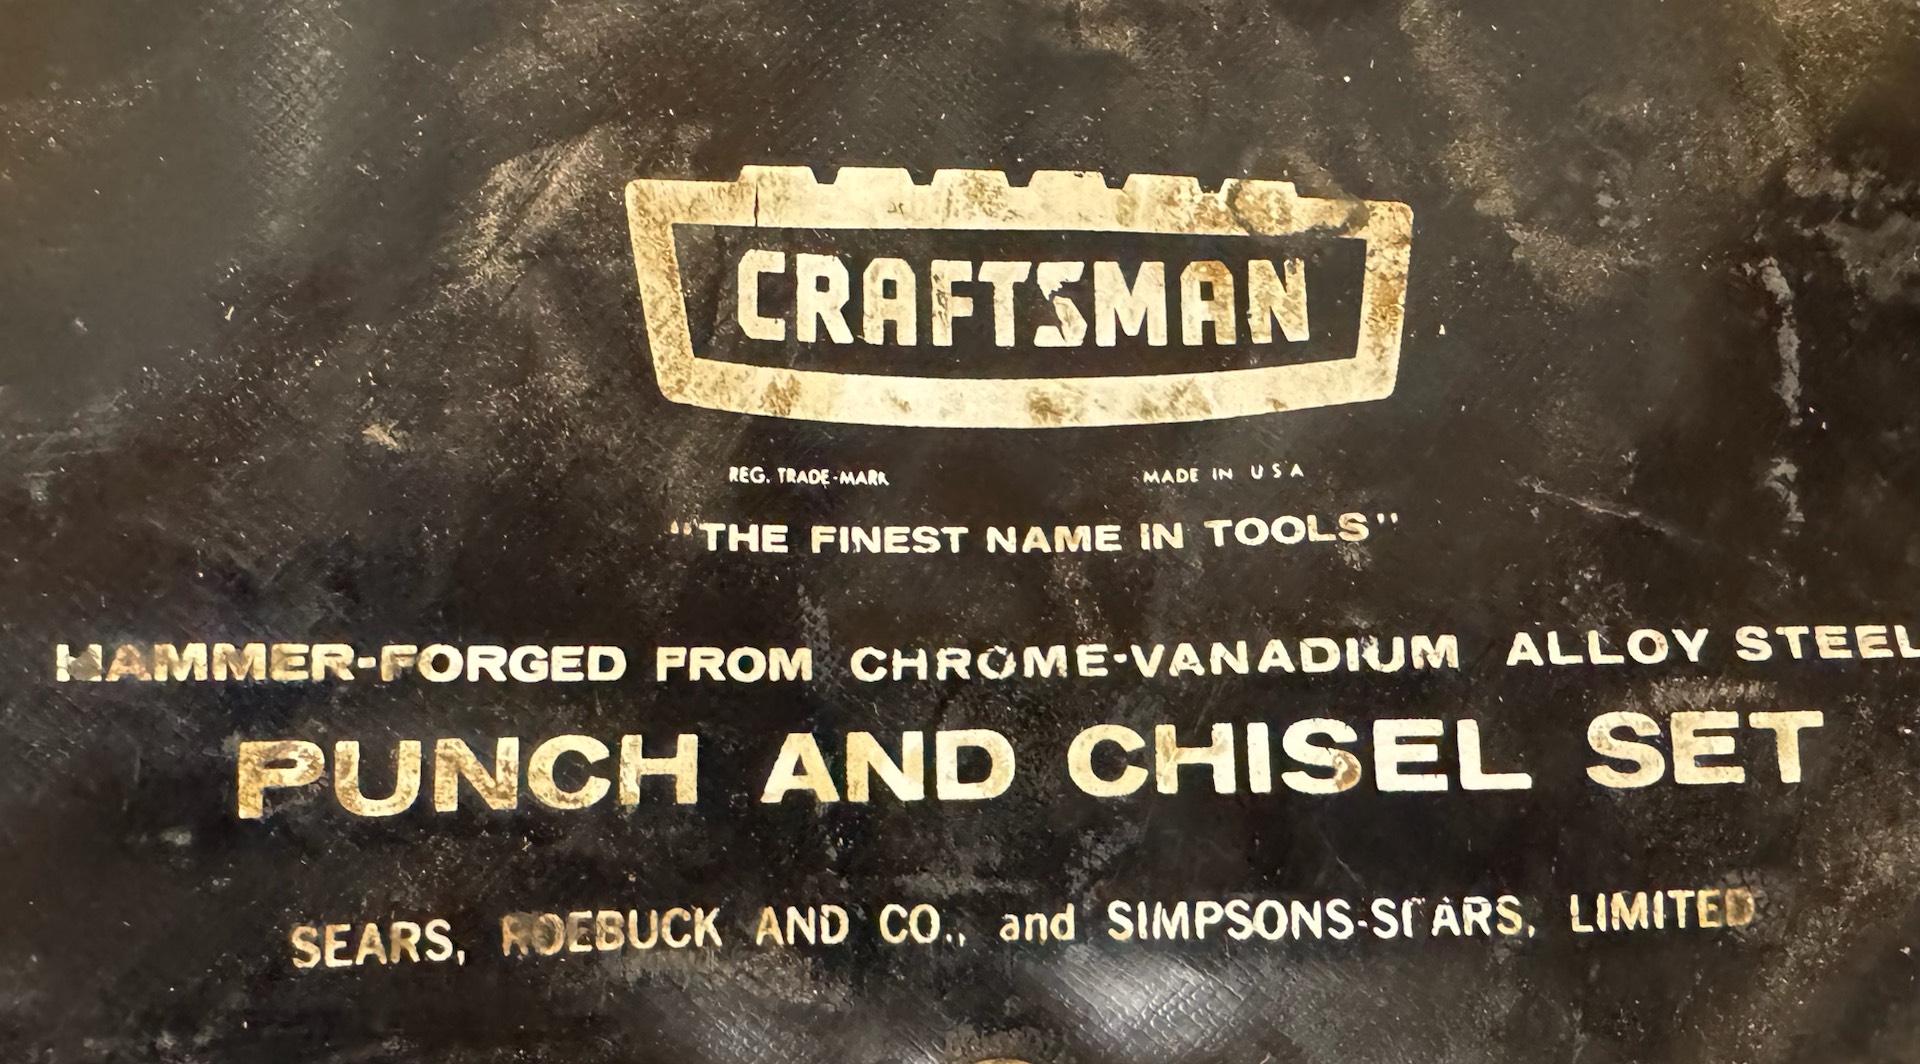 CRAFTSMAN
REG. TRADE-MARK MADE IN U S A
"THE FINEST NAME IN TOOLS"
HAMMER-FORGED FROM CHROME-VANADIUM ALLOY STEEL
PUNCH AND CHISEL SET
SEARS, ROEBUCK AND CO., and SIMPSONS-SEARS, LIMITED